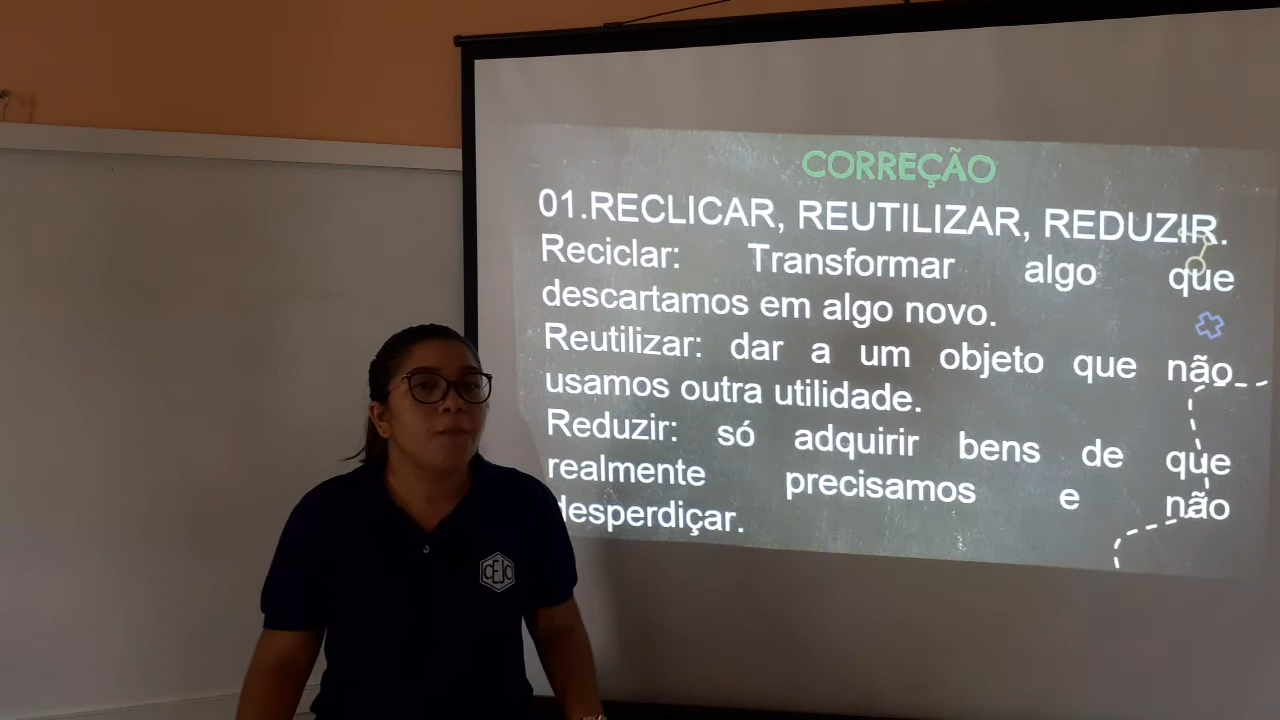 CORREÇÃO
01.RECLICAR, REUTILIZAR, REDUZIR.
Reciclar: Transformar algo que
descartamos em algo novo.
Reutilizar: dar a um objeto que não
usamos outra utilidade.
Reduzir: só adquirir bens de que
realmente precisamos e não
desperdiçar.
CEJC